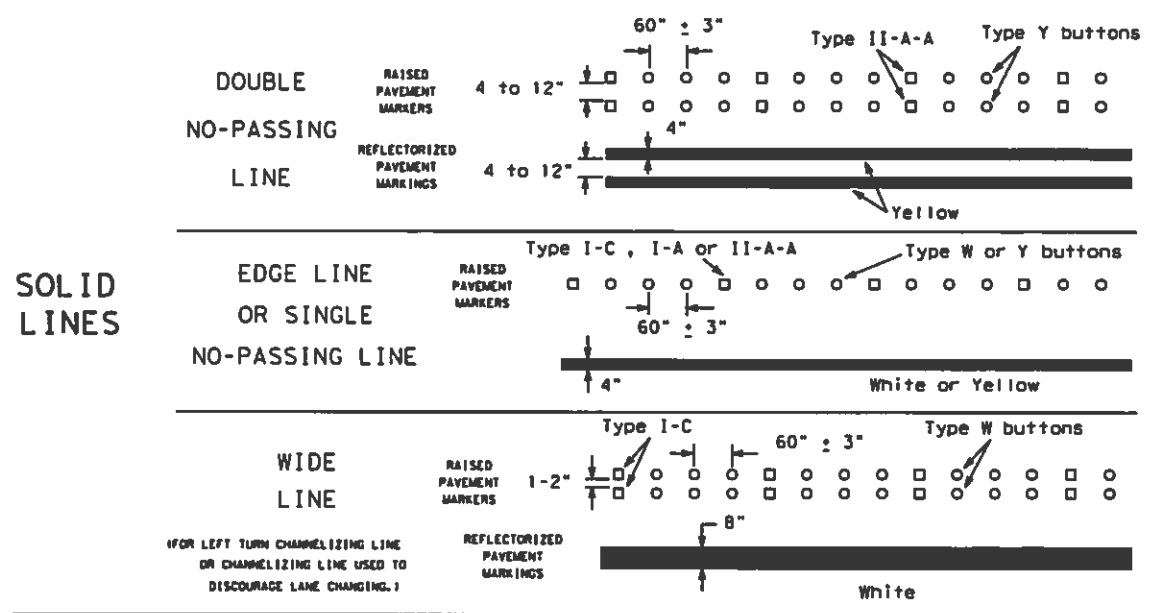 SOLID
LINES
DOUBLE
NO-PASSING
LINE
RAISED
PAVEMENT
MARKERS
4 to 12"
60" ± 3"
Type II-A-A
Type Y buttons
REFLECTORIZED
PAVEMENT
MARKINGS
4 to 12"
4"
Yellow
EDGE LINE
OR SINGLE
NO-PASSING LINE
RAISED
PAVEMENT
MARKERS
Type I-C , I-A or II-A-A
Type W or Y buttons
60" ± 3"
4"
White or Yellow
WIDE
LINE
(FOR LEFT TURN CHANNELIZING LINE
OR CHANNELIZING LINE USED TO
DISCOURAGE LANE CHANGING.)
RAISED
PAVEMENT
MARKERS
1-2"
Type I-C
60" ± 3"
Type W buttons
REFLECTORIZED
PAVEMENT
MARKINGS
8"
White